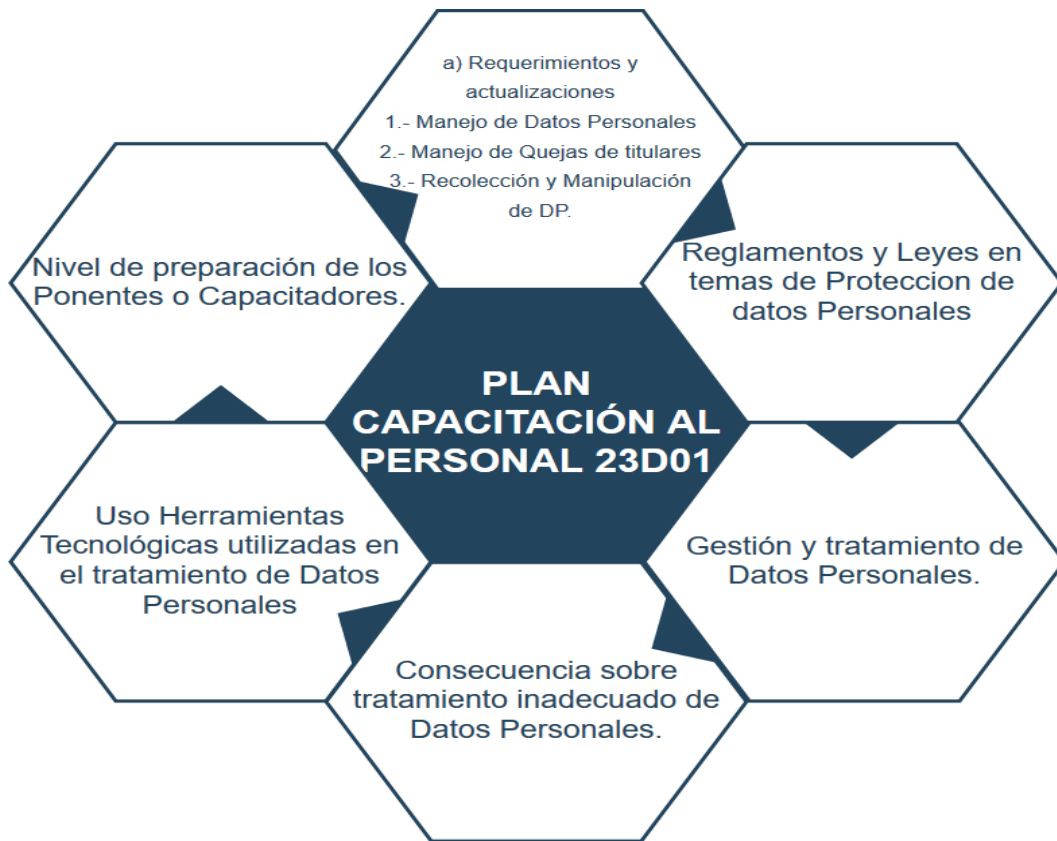 a) Requerimientos y
actualizaciones
1.- Manejo de Datos Personales
2.- Manejo de Quejas de titulares
3.- Recolección y Manipulación
de DP.
Reglamentos y Leyes en
temas de Proteccion de
datos Personales
Gestión y tratamiento de
Datos Personales.
Consecuencia sobre
tratamiento inadecuado de
Datos Personales.
Uso Herramientas
Tecnológicas utilizadas en
el tratamiento de Datos
Personales
Nivel de preparación de los
Ponentes o Capacitadores.
PLAN
CAPACITACIÓN AL
PERSONAL 23D01